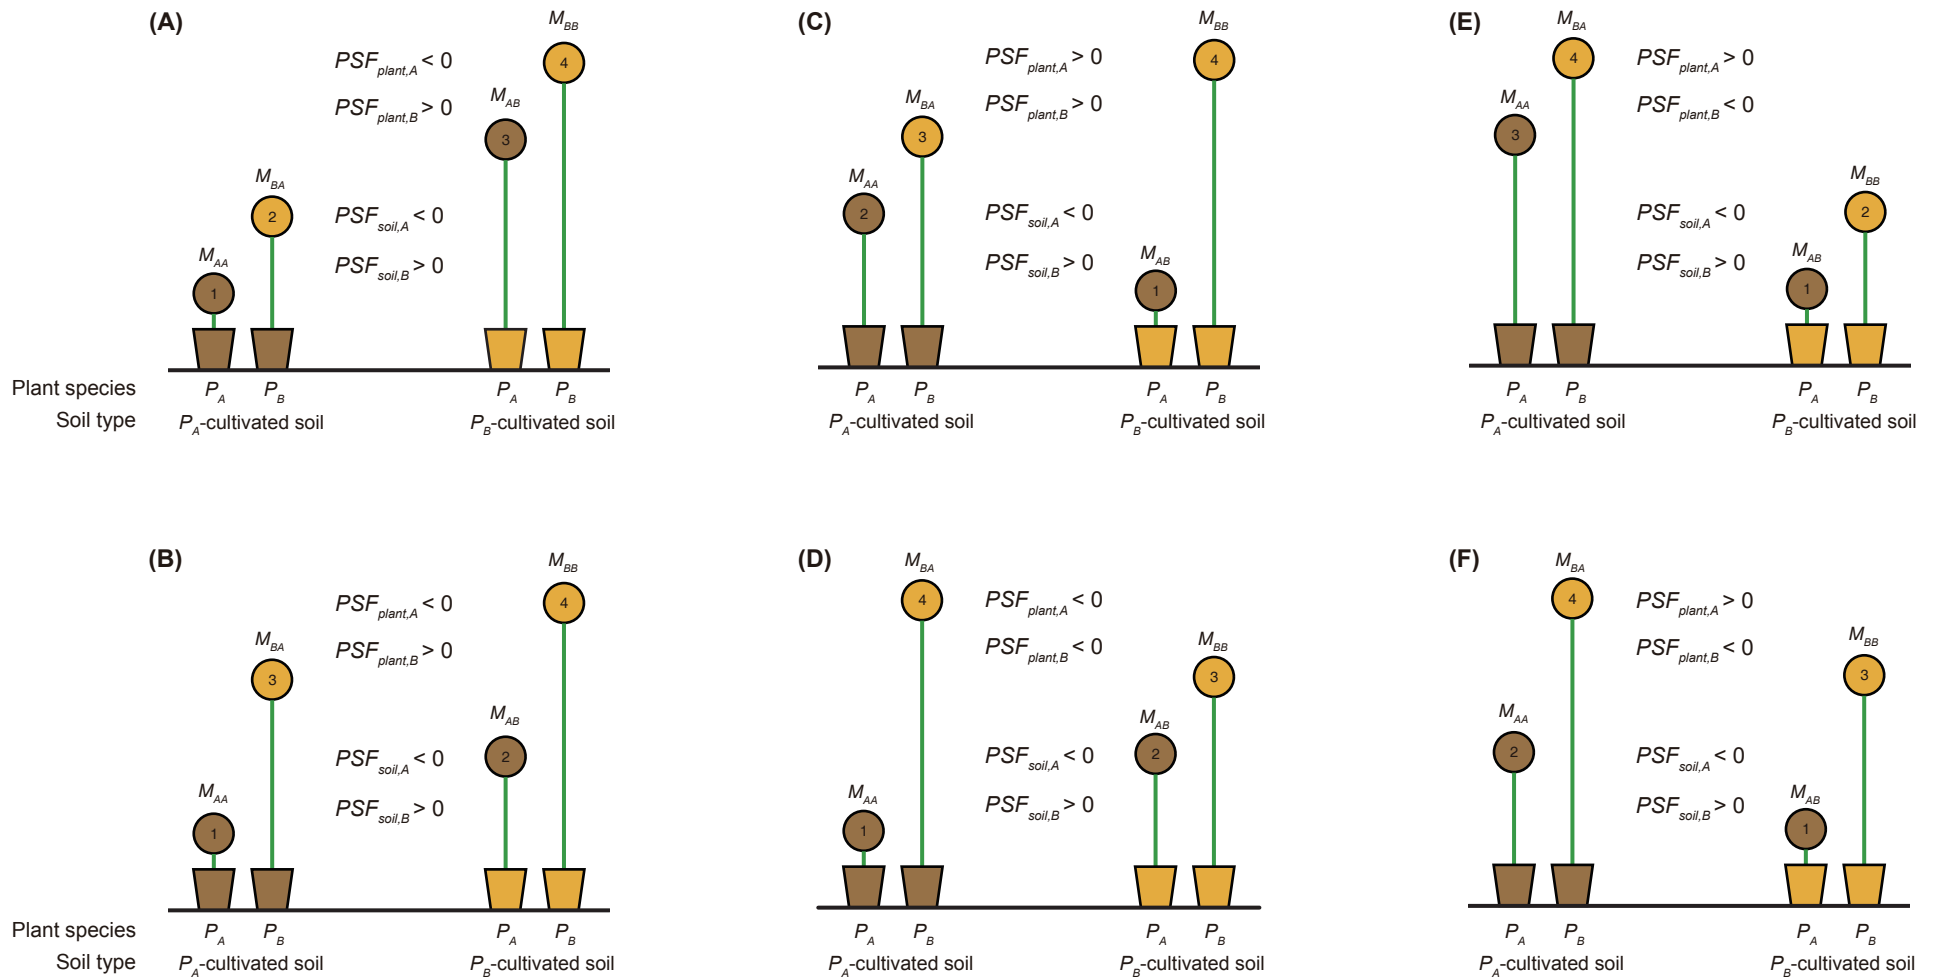 (A)
M_BB
PSF_plant,A < 0
4
M_AB
PSF_plant,B > 0
3
M_BA
2
PSF_soil,A < 0
M_AA
PSF_soil,B > 0
1
Plant species P_A P_B P_A P_B
Soil type P_A-cultivated soil P_B-cultivated soil
(C)
M_BB
PSF_plant,A > 0
4
M_BA
PSF_plant,B > 0
3
M_AA
2
PSF_soil,A < 0
M_AB
PSF_soil,B > 0
1
P_A P_B P_A P_B
P_A-cultivated soil P_B-cultivated soil
(E)
M_BA
PSF_plant,A > 0
4
M_AA
PSF_plant,B < 0
3
M_BB
2
PSF_soil,A < 0
M_AB
PSF_soil,B > 0
1
P_A P_B P_A P_B
P_A-cultivated soil P_B-cultivated soil
(B)
M_BB
PSF_plant,A < 0
4
M_BA
PSF_plant,B > 0
3
M_AB
2
PSF_soil,A < 0
M_AA
PSF_soil,B > 0
1
Plant species P_A P_B P_A P_B
Soil type P_A-cultivated soil P_B-cultivated soil
(D)
M_BA
PSF_plant,A < 0
4
M_BB
PSF_plant,B < 0
3
M_AB
2
PSF_soil,A < 0
M_AA
PSF_soil,B > 0
1
P_A P_B P_A P_B
P_A-cultivated soil P_B-cultivated soil
(F)
M_BA
PSF_plant,A > 0
4
M_BB
PSF_plant,B < 0
3
M_AA
2
PSF_soil,A < 0
M_AB
PSF_soil,B > 0
1
P_A P_B P_A P_B
P_A-cultivated soil P_B-cultivated soil